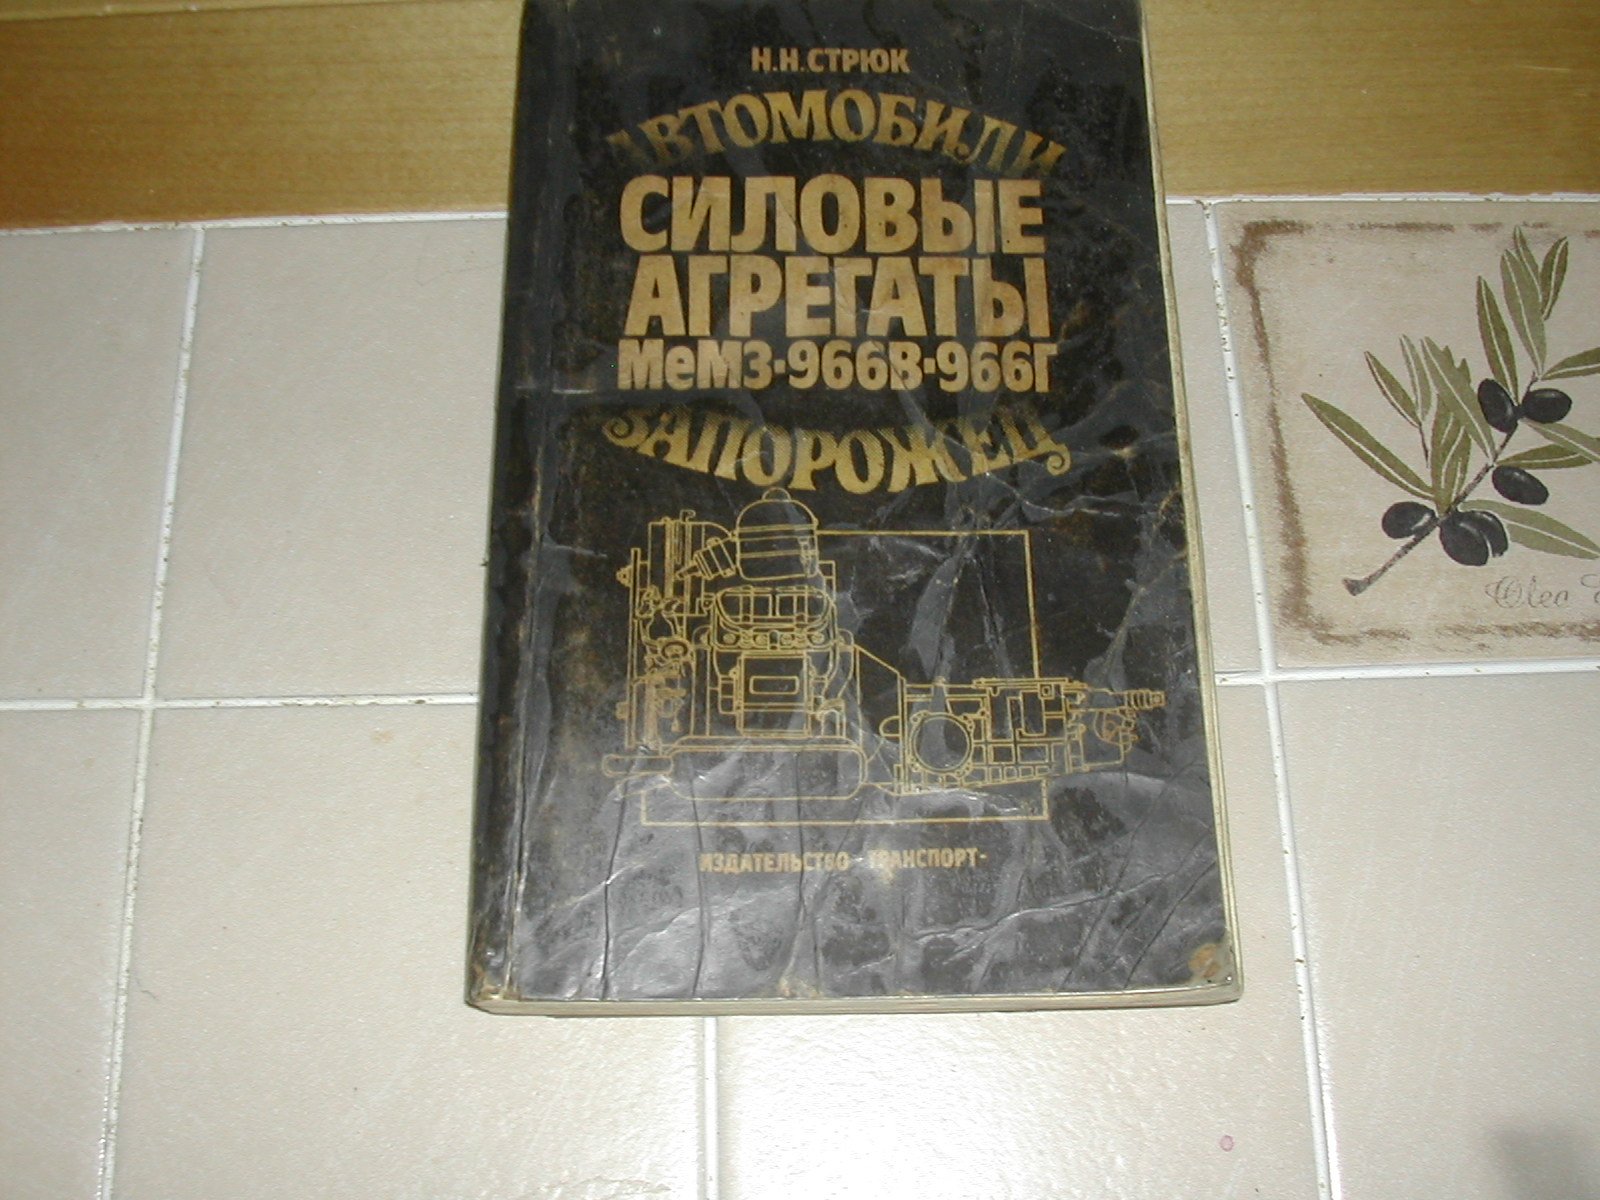 Н.Н.СТРЮК
АВТОМОБИЛИ
СИЛОВЫЕ
АГРЕГАТЫ
МеМЗ-966В-966Г
ЗАПОРОЖЕЦ
ИЗДАТЕЛЬСТВО -ТРАНСПОРТ-
Oleo